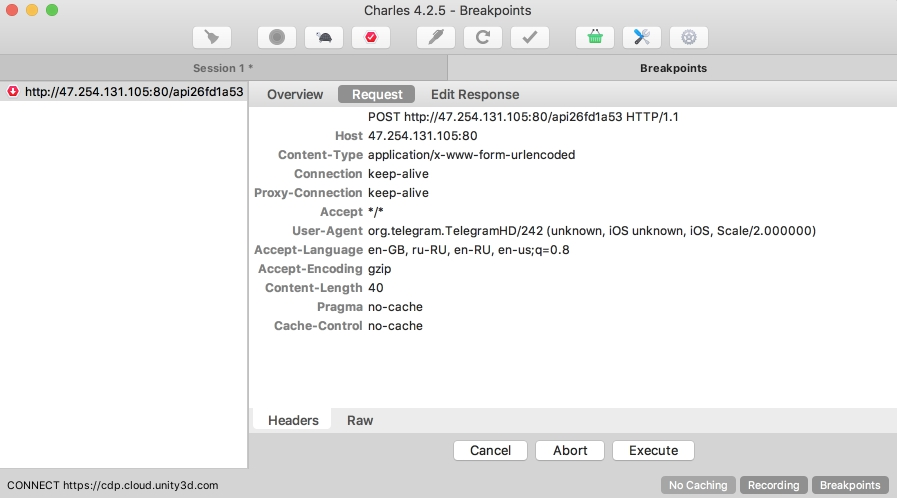 Charles 4.2.5 - Breakpoints
Session 1 *
Breakpoints
http://47.254.131.105:80/api26fd1a53
Overview
Request
Edit Response
POST http://47.254.131.105:80/api26fd1a53 HTTP/1.1
Host 47.254.131.105:80
Content-Type application/x-www-form-urlencoded
Connection keep-alive
Proxy-Connection keep-alive
Accept */*
User-Agent org.telegram.TelegramHD/242 (unknown, iOS unknown, iOS, Scale/2.000000)
Accept-Language en-GB, ru-RU, en-RU, en-us;q=0.8
Accept-Encoding gzip
Content-Length 40
Pragma no-cache
Cache-Control no-cache
Headers
Raw
Cancel
Abort
Execute
CONNECT https://cdp.cloud.unity3d.com
No Caching
Recording
Breakpoints